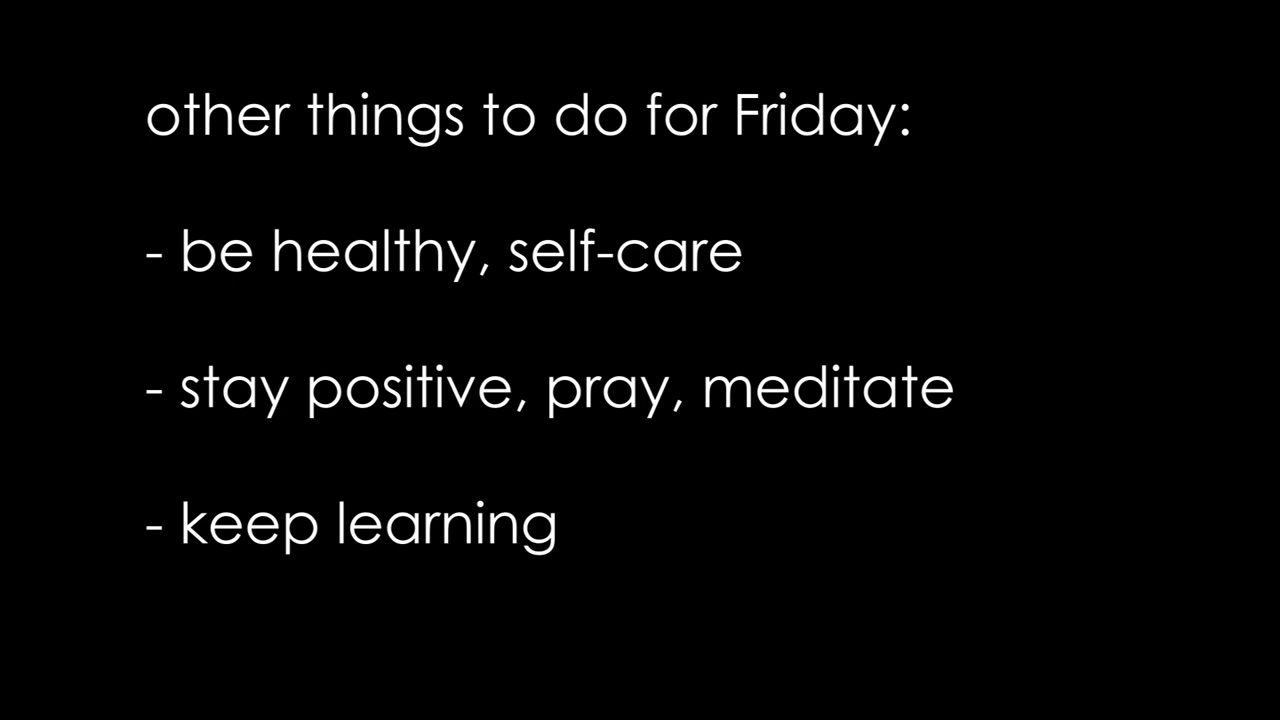 other things to do for Friday:
- be healthy, self-care
- stay positive, pray, meditate
- keep learning